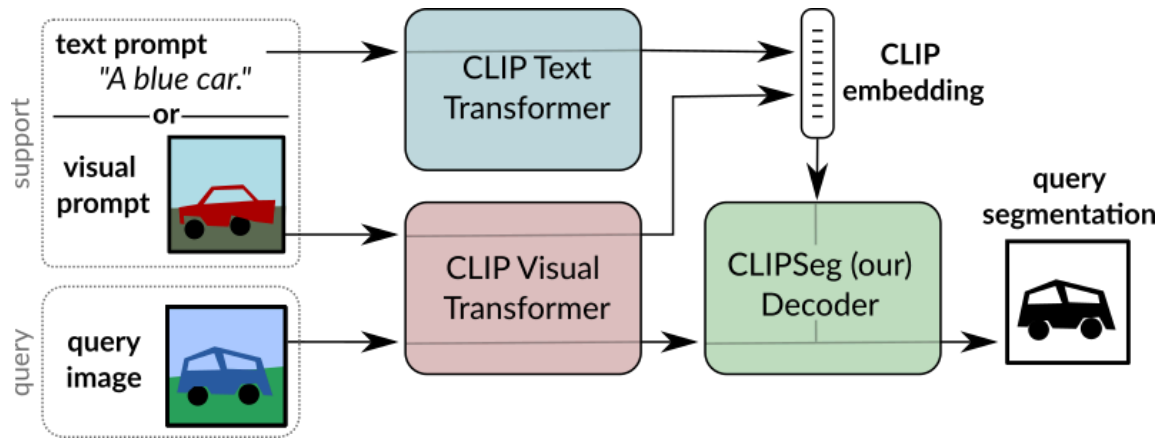 support
text prompt
"A blue car."
or
visual
prompt
CLIP Text
Transformer
CLIP
embedding
CLIP Visual
Transformer
CLIPSeg (our)
Decoder
query
segmentation
query
query
image